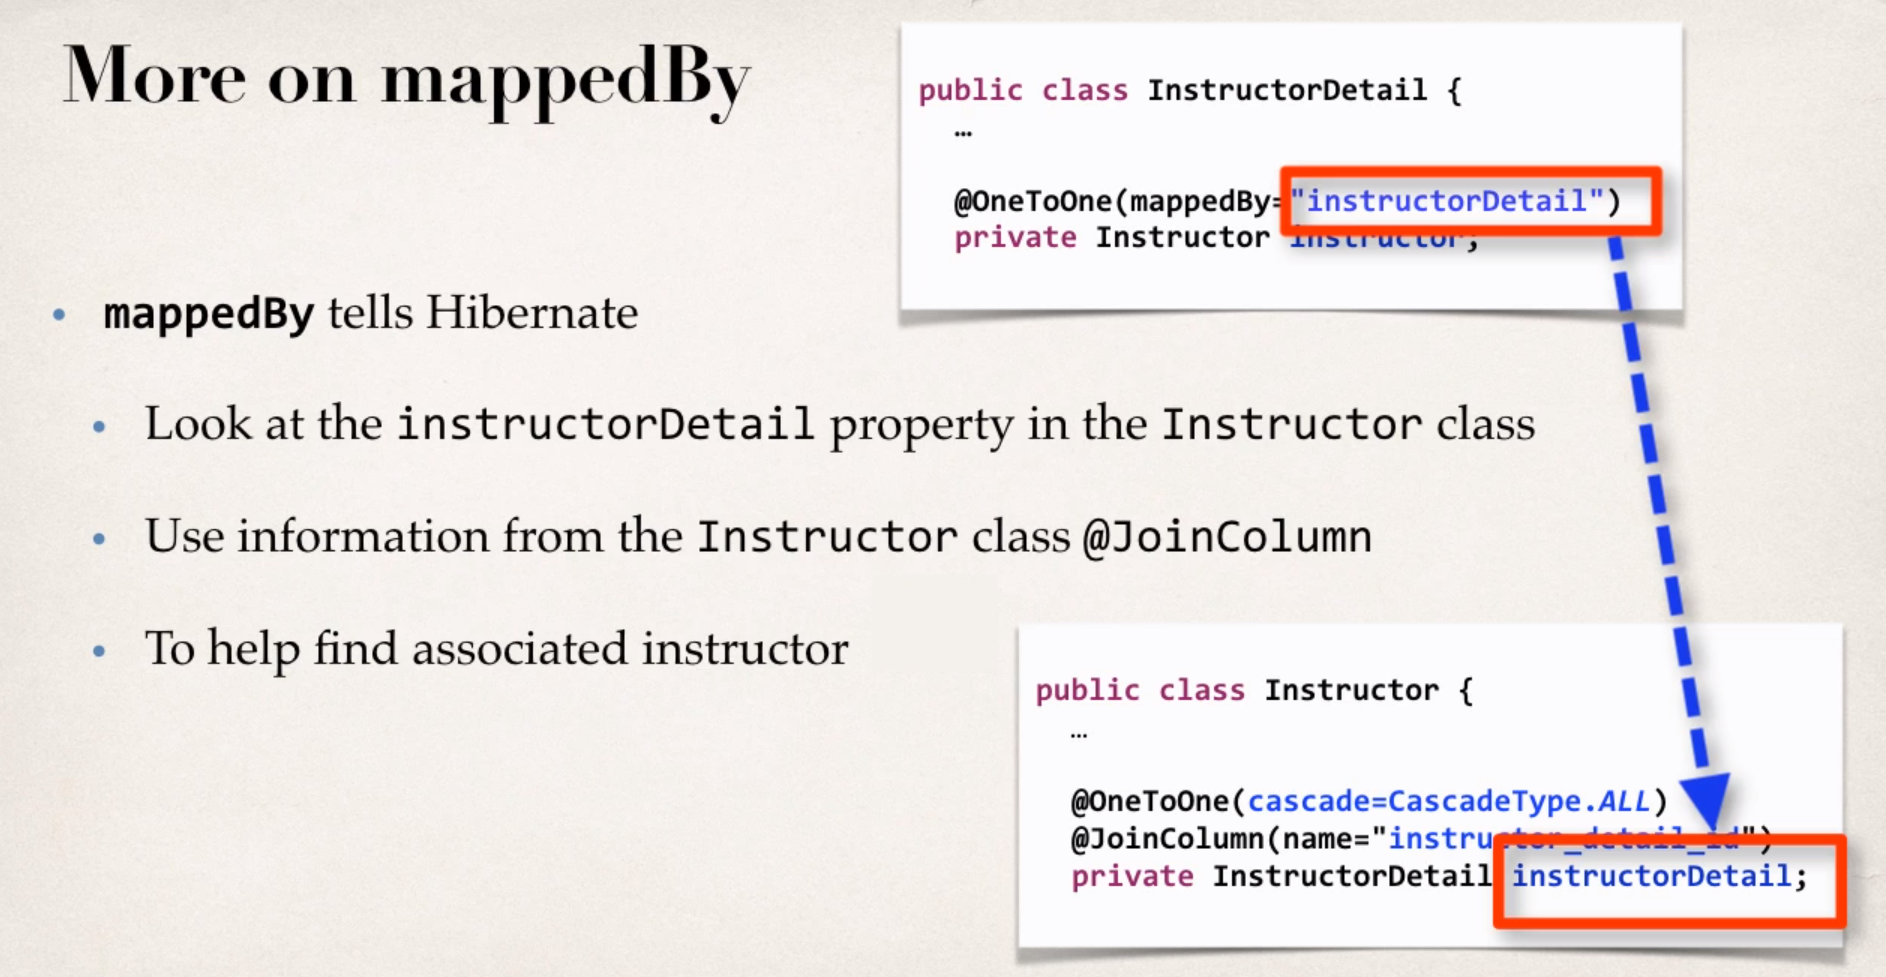 More on mappedBy
public class InstructorDetail {
…
@OneToOne(mappedBy="instructorDetail")
private Instructor instructor;
• mappedBy tells Hibernate
• Look at the instructorDetail property in the Instructor class
• Use information from the Instructor class @JoinColumn
• To help find associated instructor
public class Instructor {
…
@OneToOne(cascade=CascadeType.ALL)
@JoinColumn(name="instructor_detail_id")
private InstructorDetail instructorDetail;